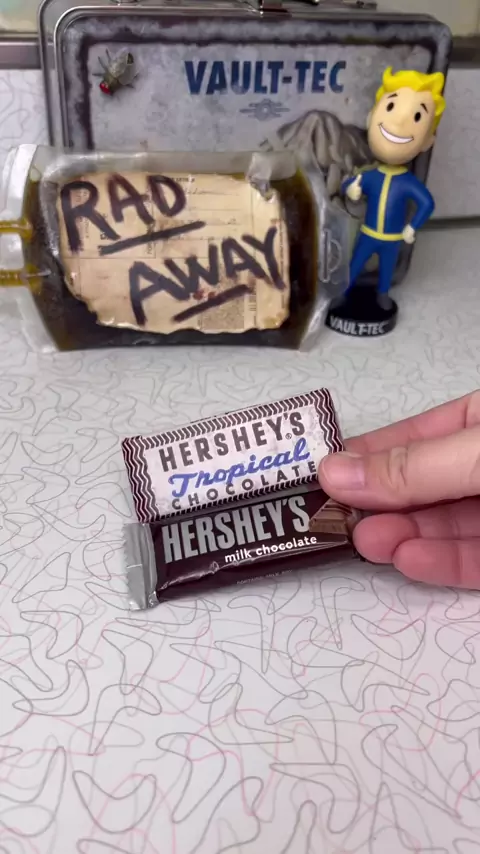 VAULT-TEC
RAD
AWAY
VAULT-TEC
HERSHEY'S®
Tropical
CHOCOLATE
HERSHEY'S
milk chocolate